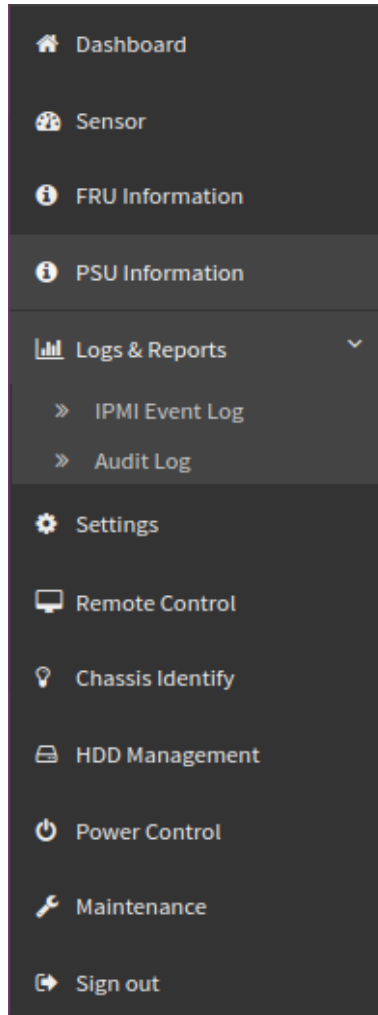 Dashboard
Sensor
FRU Information
PSU Information
Logs & Reports
IPMI Event Log
Audit Log
Settings
Remote Control
Chassis Identify
HDD Management
Power Control
Maintenance
Sign out